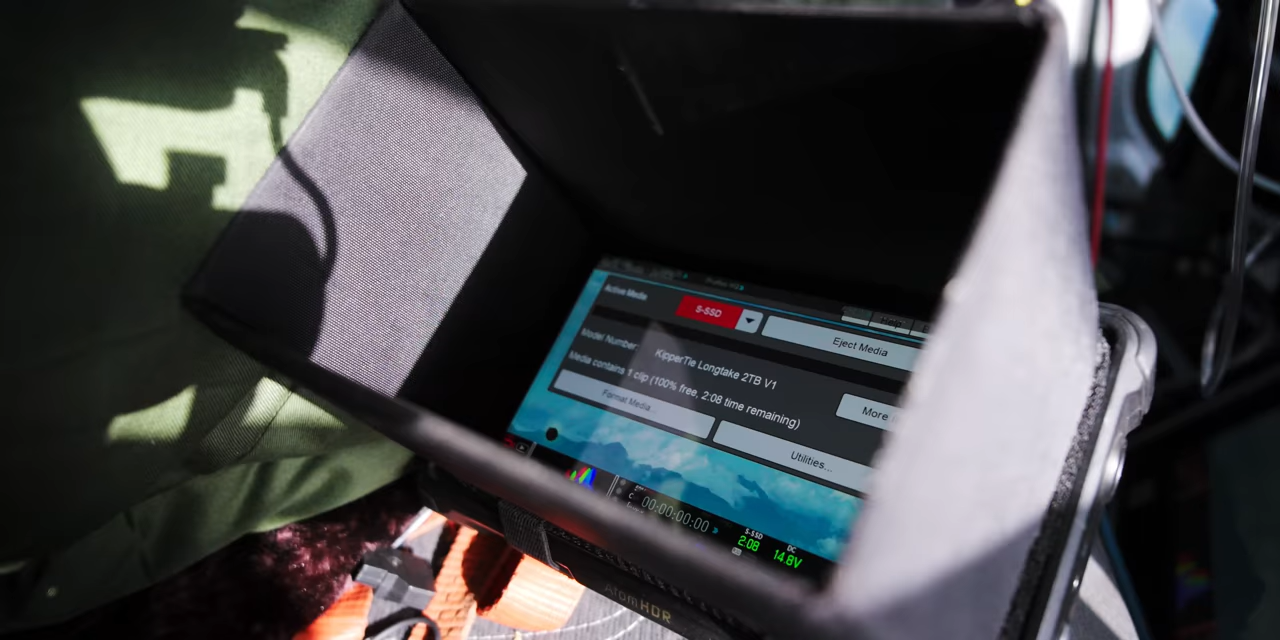 Active Media
S-SSD
Eject Media
Model Number: KipperTie Longtake 2TB V1
More
Media contains 1 clip (100% free, 2:08 time remaining)
Format Media...
Utilities...
00:00:00:00
S-SSD
2:08
DC
14.8V
AtomHDR